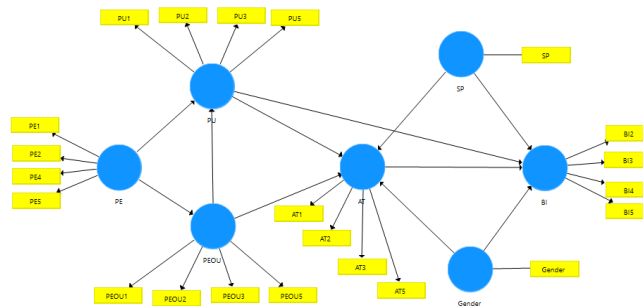 PU1
PU2
PU3
PU5
PU
SP
SP
PE1
PE2
PE4
PE5
PE
BI2
BI3
BI4
BI5
BI
AT
AT1
AT2
AT3
AT5
PEOU
PEOU1
PEOU2
PEOU3
PEOU5
Gender
Gender